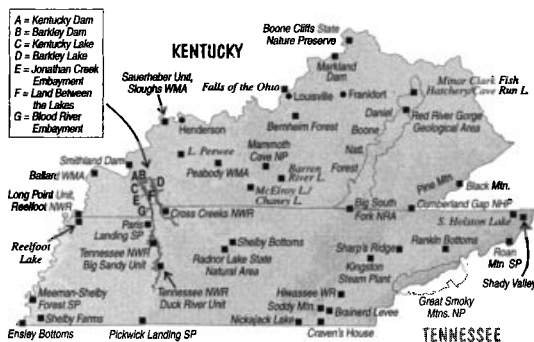 A = Kentucky Dam
B = Barkley Dam
C = Kentucky Lake
D = Barkley Lake
E = Jonathan Creek
Embayment
F = Land Between
the Lakes
G = Blood River
Embayment
KENTUCKY
Boone Cliffs State
Nature Preserve
Markland
Dam
Sauerheber Unit,
Sloughs WMA
Falls of the Ohio
Louisville
Frankfort
Minor Clark Fish
Hatchery/Cave Run L.
Henderson
Bernheim Forest
Daniel
Boone
Natl.
Forest
Red River Gorge
Geological Area
L. Peewee
Mammoth
Cave NP
Smithland Dam
Ballard WMA
Peabody WMA
Barren
River L.
McElroy L/
Chaney L.
Pine Mtn
Black Mtn.
A B
C D
E F
G
Long Point Unit,
Reelfoot NWR
Cross Creeks NWR
Big South
Fork NRA
Cumberland Gap NHP
S. Holston Lake
Reelfoot
Lake
Paris
Landing SP
Shelby Bottoms
Sharp's Ridge
Rankin Bottoms
Roan
Mtn SP
Tennessee NWR
Big Sandy Unit
Radnor Lake State
Natural Area
Kingston
Steam Plant
Shady Valley
Meeman-Shelby
Forest SP
Tennessee NWR
Duck River Unit
Hiwassee WR
Great Smoky
Mtns. NP
Shelby Farms
Soddy Mtn.
Brainerd Levee
Ensley Bottoms
Pickwick Landing SP
Nickajack Lake
Craven's House
TENNESSEE